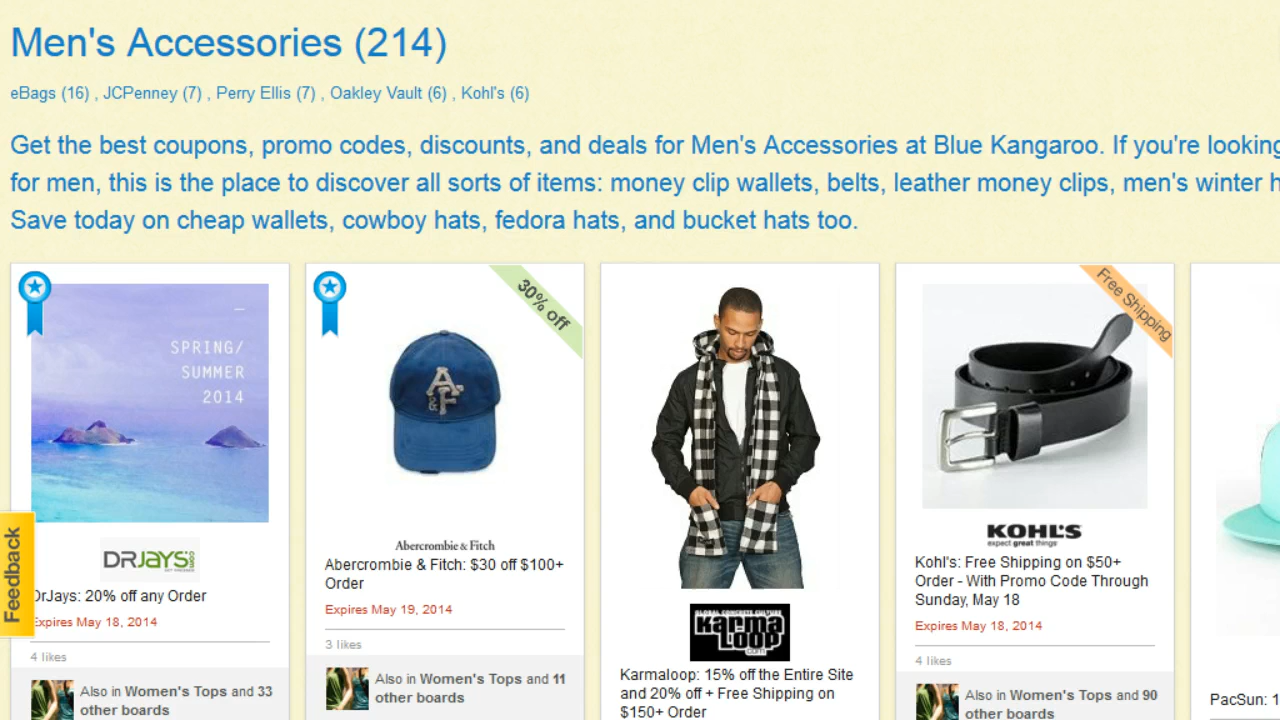 Men's Accessories (214)
eBags (16) , JCPenney (7) , Perry Ellis (7) , Oakley Vault (6) , Kohl's (6)
Get the best coupons, promo codes, discounts, and deals for Men's Accessories at Blue Kangaroo. If you're looking
for men, this is the place to discover all sorts of items: money clip wallets, belts, leather money clips, men's winter h
Save today on cheap wallets, cowboy hats, fedora hats, and bucket hats too.
SPRING/
SUMMER
2014
DRJAYS.COM
DrJays: 20% off any Order
Expires May 18, 2014
4 likes
Also in Women's Tops and 33
other boards
30% off
AF
Abercrombie & Fitch
Abercrombie & Fitch: $30 off $100+
Order
Expires May 19, 2014
3 likes
Also in Women's Tops and 11
other boards
GLOBAL CONCRETE CULTURE
karma
LOOP
.com
Karmaloop: 15% off the Entire Site
and 20% off + Free Shipping on
$150+ Order
Free Shipping
KOHL'S
expect great things
Kohl's: Free Shipping on $50+
Order - With Promo Code Through
Sunday, May 18
Expires May 18, 2014
4 likes
Also in Women's Tops and 90
other boards
PacSun: 1
Feedback